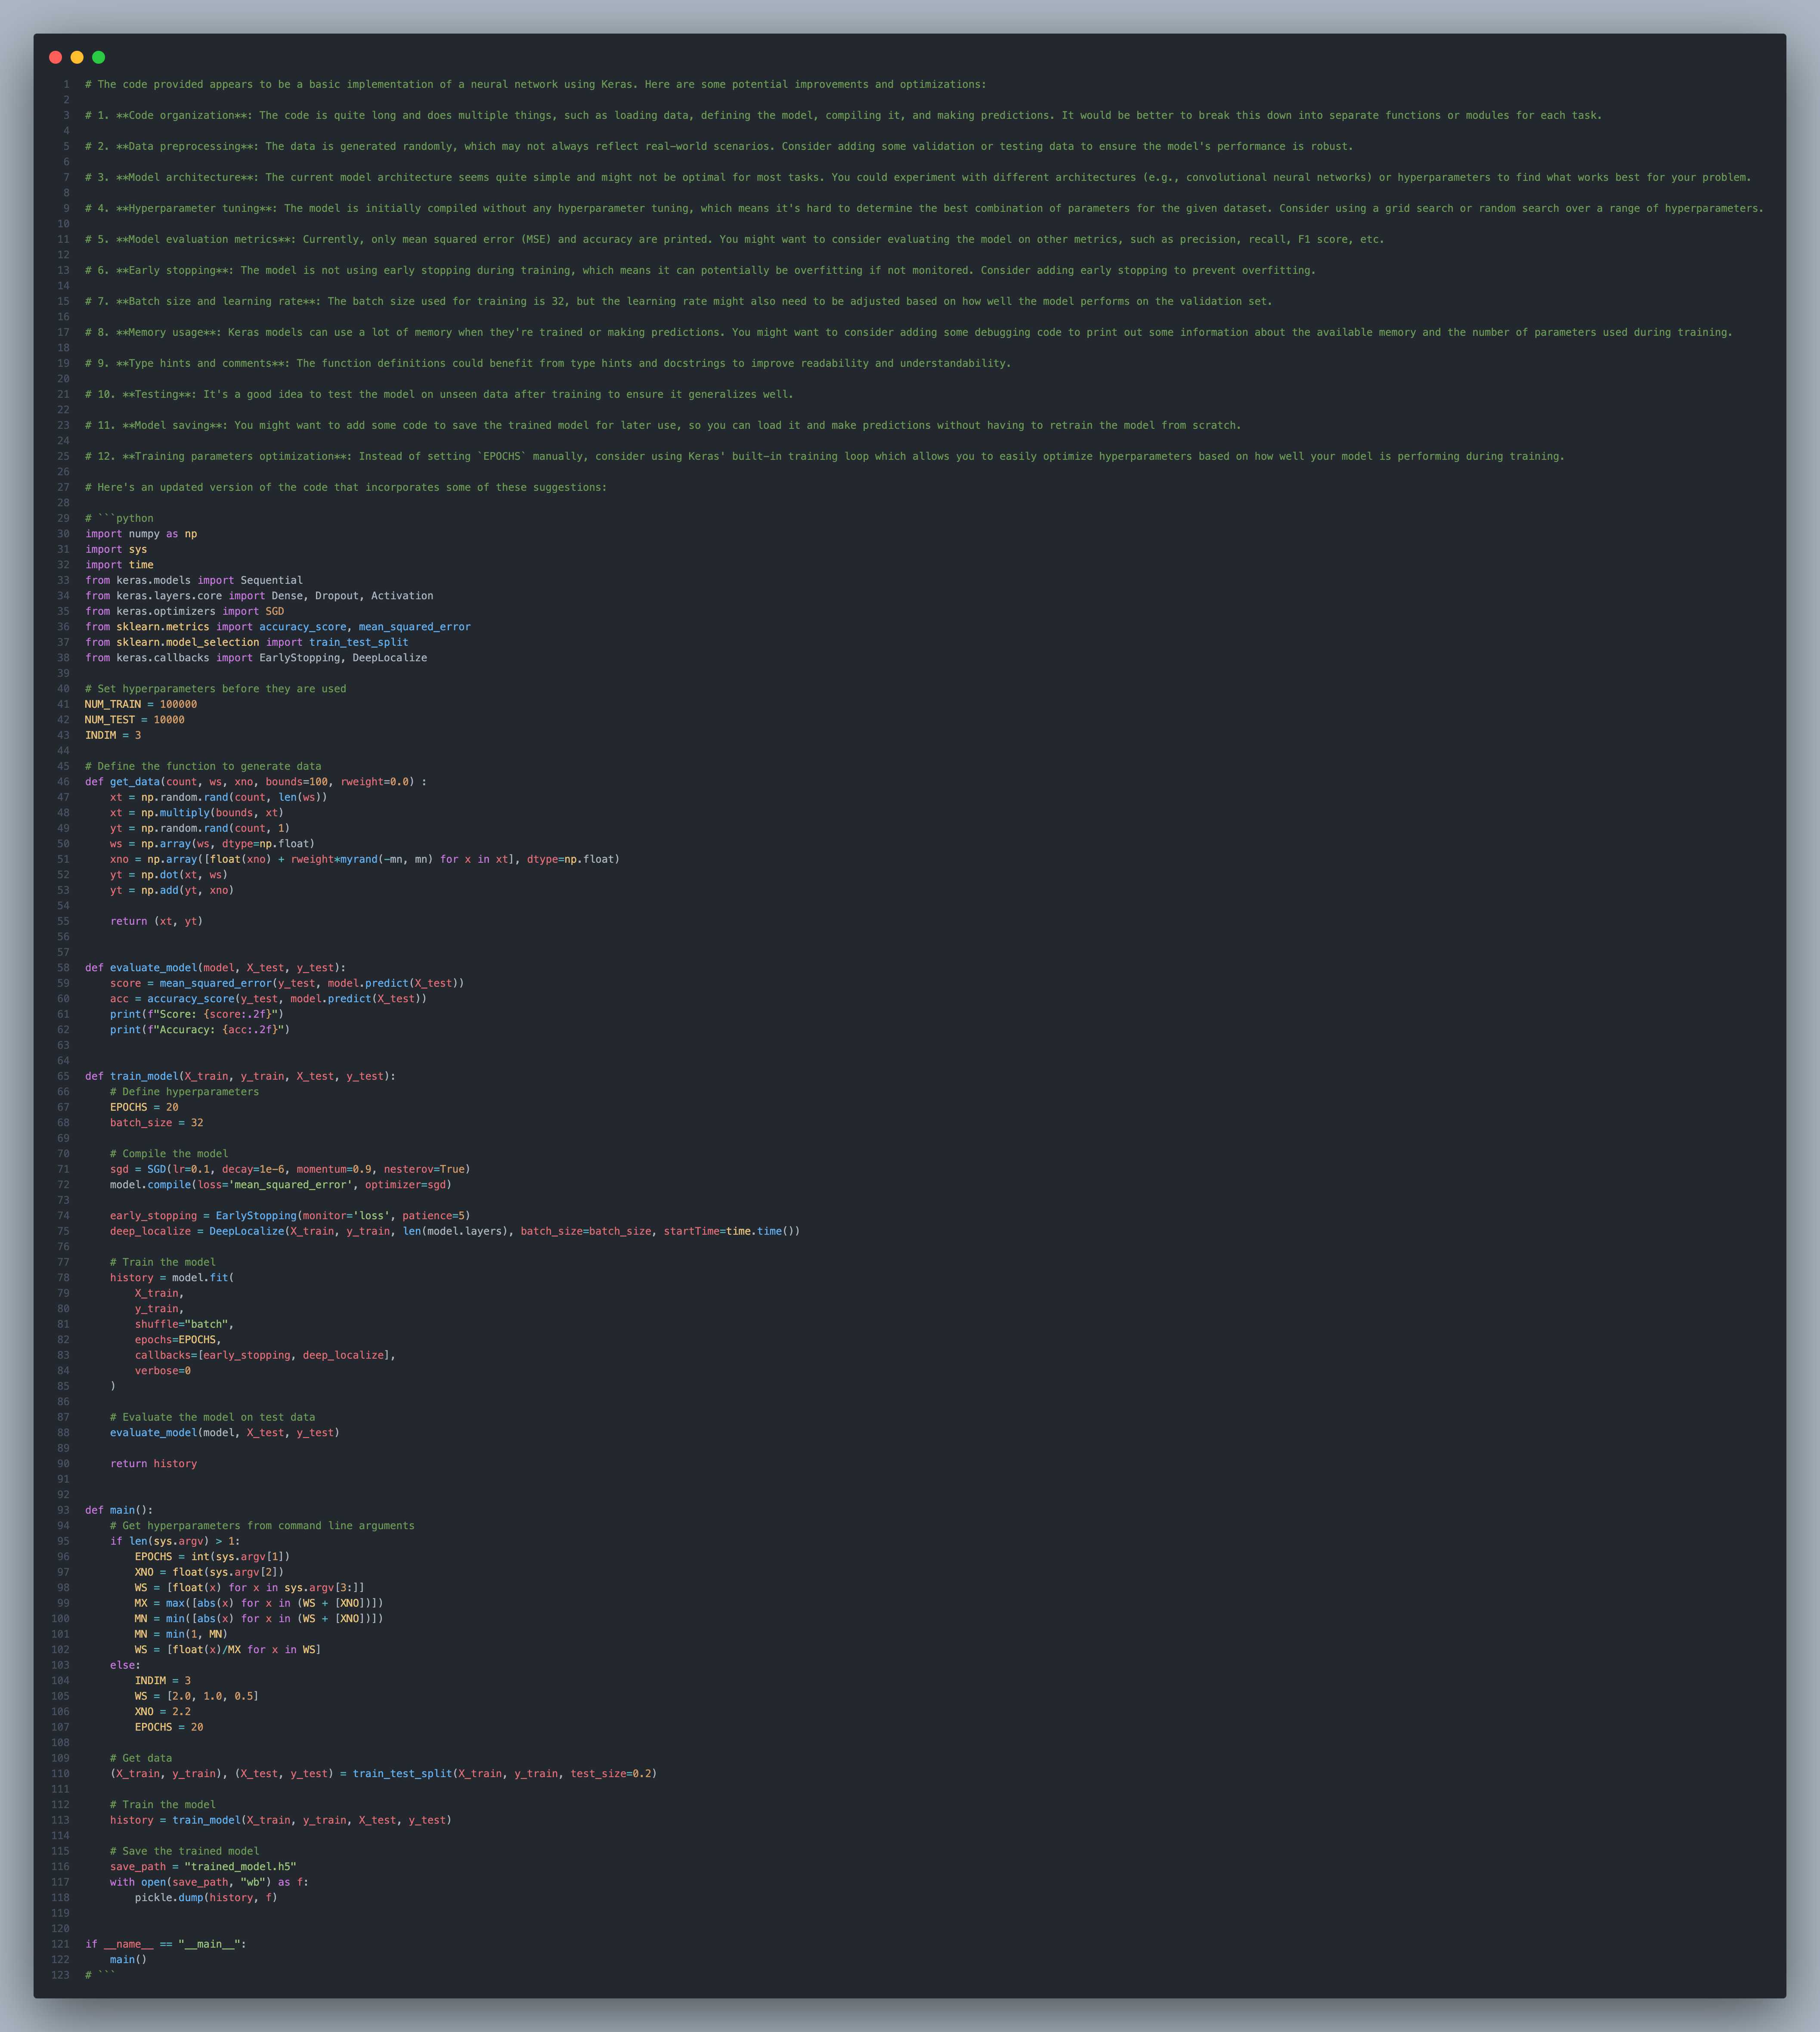 1 # The code provided appears to be a basic implementation of a neural network using Keras. Here are some potential improvements and optimizations:
2
3 # 1. **Code organization**: The code is quite long and does multiple things, such as loading data, defining the model, compiling it, and making predictions. It would be better to break this down into separate functions or modules for each task.
4
5 # 2. **Data preprocessing**: The data is generated randomly, which may not always reflect real-world scenarios. Consider adding some validation or testing data to ensure the model's performance is robust.
6
7 # 3. **Model architecture**: The current model architecture seems quite simple and might not be optimal for most tasks. You could experiment with different architectures (e.g., convolutional neural networks) or hyperparameters to find what works best for your problem.
8
9 # 4. **Hyperparameter tuning**: The model is initially compiled without any hyperparameter tuning, which means it's hard to determine the best combination of parameters for the given dataset. Consider using a grid search or random search over a range of hyperparameters.
10
11 # 5. **Model evaluation metrics**: Currently, only mean squared error (MSE) and accuracy are printed. You might want to consider evaluating the model on other metrics, such as precision, recall, F1 score, etc.
12
13 # 6. **Early stopping**: The model is not using early stopping during training, which means it can potentially be overfitting if not monitored. Consider adding early stopping to prevent overfitting.
14
15 # 7. **Batch size and learning rate**: The batch size used for training is 32, but the learning rate might also need to be adjusted based on how well the model performs on the validation set.
16
17 # 8. **Memory usage**: Keras models can use a lot of memory when they're trained or making predictions. You might want to consider adding some debugging code to print out some information about the available memory and the number of parameters used during training.
18
19 # 9. **Type hints and comments**: The function definitions could benefit from type hints and docstrings to improve readability and understandability.
20
21 # 10. **Testing**: It's a good idea to test the model on unseen data after training to ensure it generalizes well.
22
23 # 11. **Model saving**: You might want to add some code to save the trained model for later use, so you can load it and make predictions without having to retrain the model from scratch.
24
25 # 12. **Training parameters optimization**: Instead of setting `EPOCHS` manually, consider using Keras' built-in training loop which allows you to easily optimize hyperparameters based on how well your model is performing during training.
26
27 # Here's an updated version of the code that incorporates some of these suggestions:
28
29 # ```python
30 import numpy as np
31 import sys
32 import time
33 from keras.models import Sequential
34 from keras.layers.core import Dense, Dropout, Activation
35 from keras.optimizers import SGD
36 from sklearn.metrics import accuracy_score, mean_squared_error
37 from sklearn.model_selection import train_test_split
38 from keras.callbacks import EarlyStopping, DeepLocalize
39
40 # Set hyperparameters before they are used
41 NUM_TRAIN = 100000
42 NUM_TEST = 10000
43 INDIM = 3
44
45 # Define the function to generate data
46 def get_data(count, ws, xno, bounds=100, rweight=0.0) :
47     xt = np.random.rand(count, len(ws))
48     xt = np.multiply(bounds, xt)
49     yt = np.random.rand(count, 1)
50     ws = np.array(ws, dtype=np.float)
51     xno = np.array([float(xno) + rweight*myrand(-mn, mn) for x in xt], dtype=np.float)
52     yt = np.dot(xt, ws)
53     yt = np.add(yt, xno)
54
55     return (xt, yt)
56
57
58 def evaluate_model(model, X_test, y_test):
59     score = mean_squared_error(y_test, model.predict(X_test))
60     acc = accuracy_score(y_test, model.predict(X_test))
61     print(f"Score: {score:.2f}")
62     print(f"Accuracy: {acc:.2f}")
63
64
65 def train_model(X_train, y_train, X_test, y_test):
66     # Define hyperparameters
67     EPOCHS = 20
68     batch_size = 32
69
70     # Compile the model
71     sgd = SGD(lr=0.1, decay=1e-6, momentum=0.9, nesterov=True)
72     model.compile(loss='mean_squared_error', optimizer=sgd)
73
74     early_stopping = EarlyStopping(monitor='loss', patience=5)
75     deep_localize = DeepLocalize(X_train, y_train, len(model.layers), batch_size=batch_size, startTime=time.time())
76
77     # Train the model
78     history = model.fit(
79         X_train,
80         y_train,
81         shuffle="batch",
82         epochs=EPOCHS,
83         callbacks=[early_stopping, deep_localize],
84         verbose=0
85     )
86
87     # Evaluate the model on test data
88     evaluate_model(model, X_test, y_test)
89
90     return history
91
92
93 def main():
94     # Get hyperparameters from command line arguments
95     if len(sys.argv) > 1:
96         EPOCHS = int(sys.argv[1])
97         XNO = float(sys.argv[2])
98         WS = [float(x) for x in sys.argv[3:]]
99         MX = max([abs(x) for x in (WS + [XNO])])
100         MN = min([abs(x) for x in (WS + [XNO])])
101         MN = min(1, MN)
102         WS = [float(x)/MX for x in WS]
103     else:
104         INDIM = 3
105         WS = [2.0, 1.0, 0.5]
106         XNO = 2.2
107         EPOCHS = 20
108
109     # Get data
110     (X_train, y_train), (X_test, y_test) = train_test_split(X_train, y_train, test_size=0.2)
111
112     # Train the model
113     history = train_model(X_train, y_train, X_test, y_test)
114
115     # Save the trained model
116     save_path = "trained_model.h5"
117     with open(save_path, "wb") as f:
118         pickle.dump(history, f)
119
120
121 if __name__ == "__main__":
122     main()
123 # ```